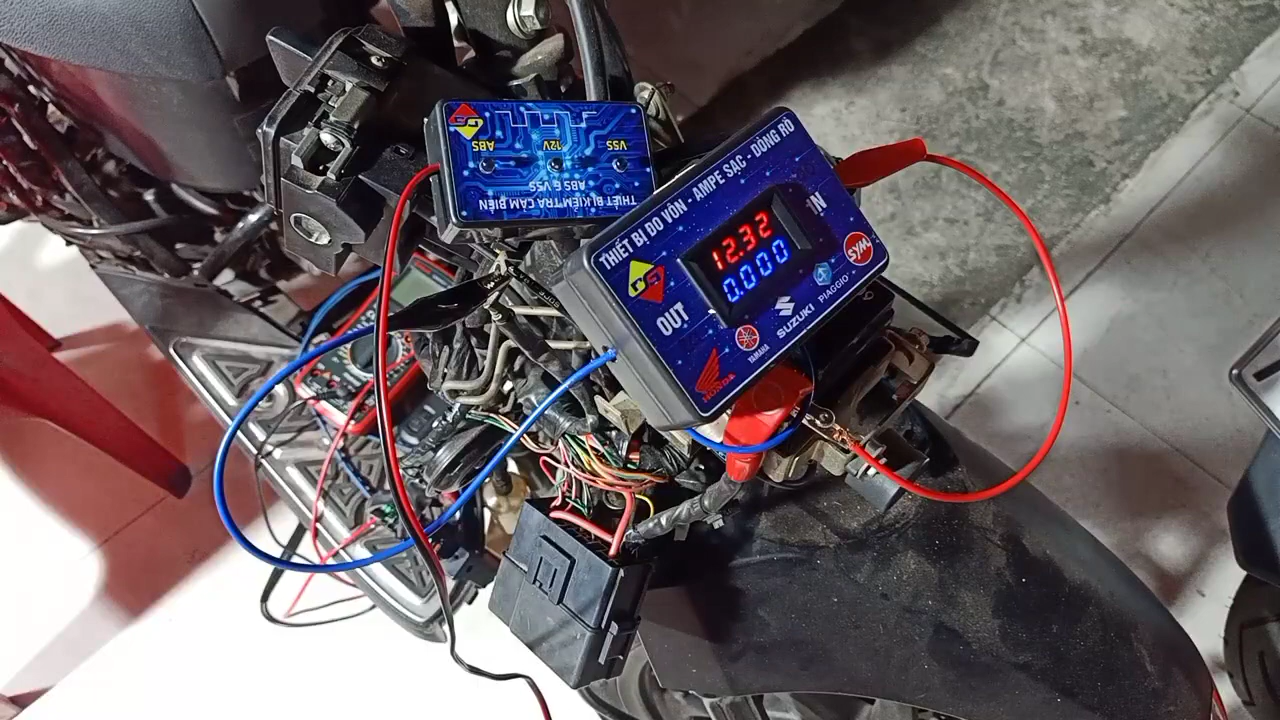 THIẾT BỊ KIỂM TRA CẢM BIẾN
ABS & VSS
VSS
12V
ABS
THIẾT BỊ ĐO VÔN - AMPE SẠC - DÒNG RÒ
12.32
0.000
IN
OUT
HONDA
YAMAHA
SUZUKI
PIAGGIO
SYM